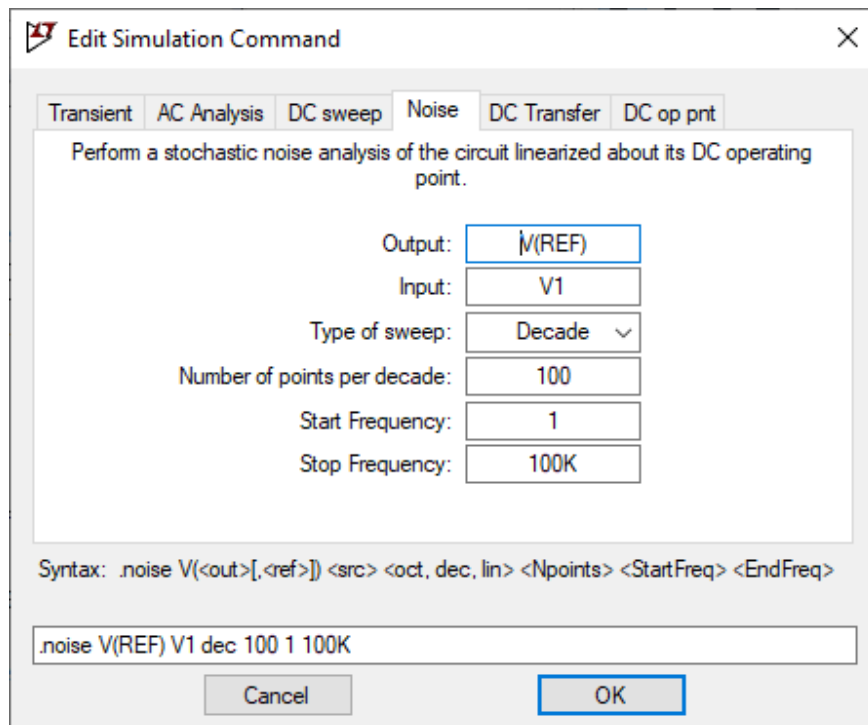 Edit Simulation Command
Transient AC Analysis DC sweep Noise DC Transfer DC op pnt
Perform a stochastic noise analysis of the circuit linearized about its DC operating
point.
Output: V(REF)
Input: V1
Type of sweep: Decade
Number of points per decade: 100
Start Frequency: 1
Stop Frequency: 100K
Syntax: .noise V(<out>[,<ref>]) <src> <oct, dec, lin> <Npoints> <StartFreq> <EndFreq>
.noise V(REF) V1 dec 100 1 100K
Cancel OK